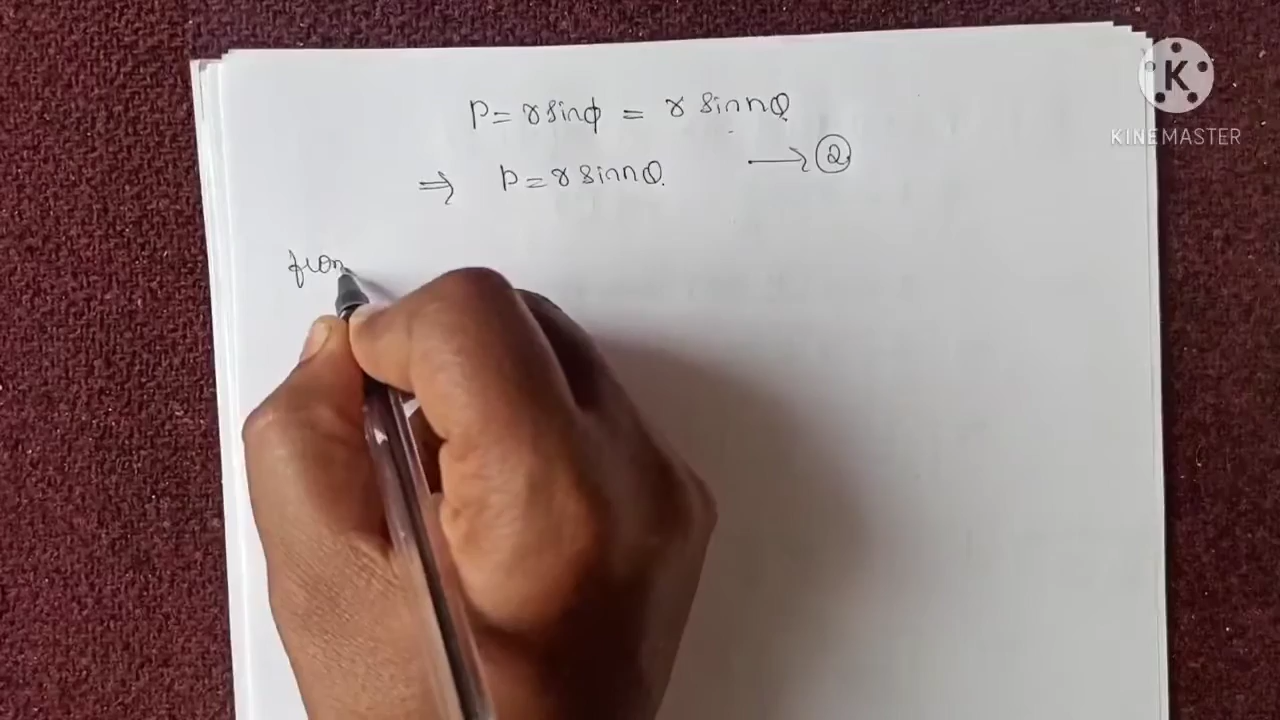 P = r sinϕ = r sin nθ
⇒ P = r sin nθ → ②
from
K
KINEMASTER